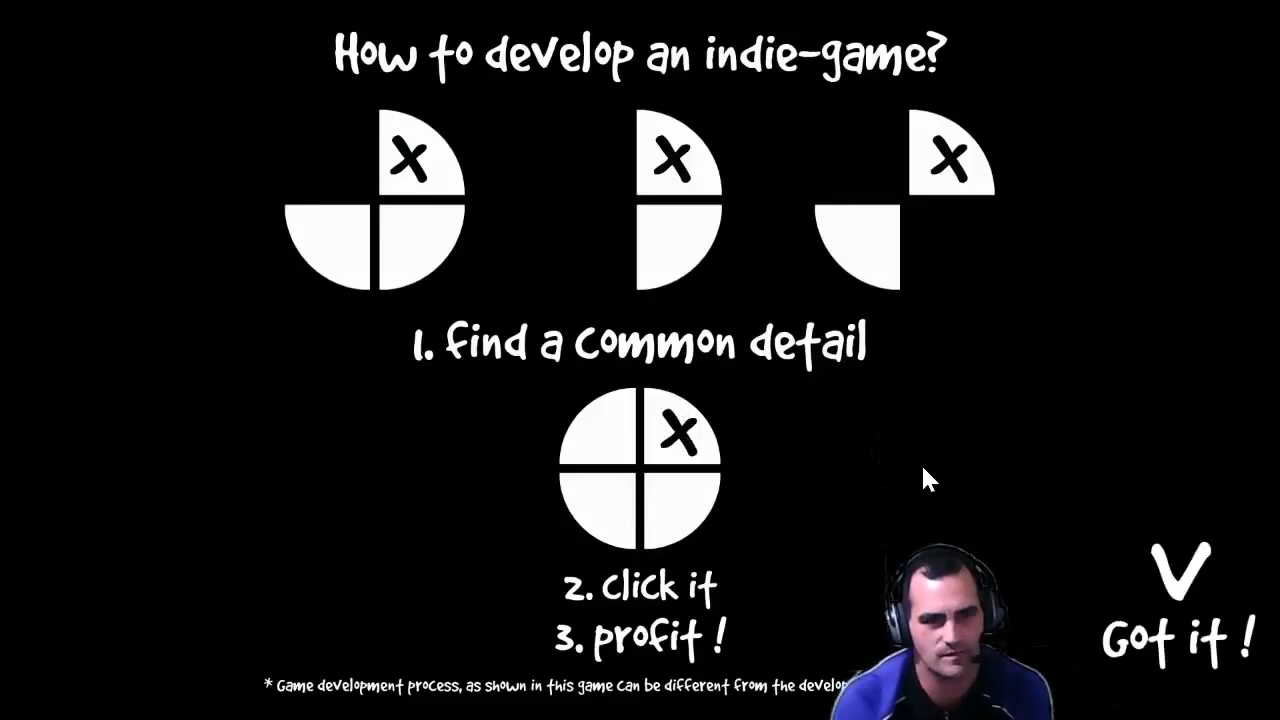 How to develop an indie-game?
X X X
1. find a common detail
X
2. click it
3. profit !
V
Got it !
* Game development process, as shown in this game can be different from the